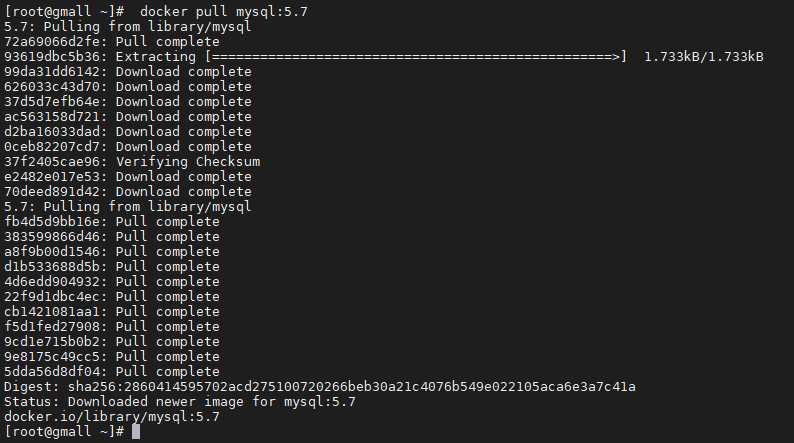 [root@gmall ~]#  docker pull mysql:5.7
5.7: Pulling from library/mysql
72a69066d2fe: Pull complete
93619dbc5b36: Extracting [==================================================>]  1.733kB/1.733kB
99da31dd6142: Download complete
626033c43d70: Download complete
37d5d7efb64e: Download complete
ac563158d721: Download complete
d2ba16033dad: Download complete
0ceb82207cd7: Download complete
37f2405cae96: Verifying Checksum
e2482e017e53: Download complete
70deed891d42: Download complete
5.7: Pulling from library/mysql
fb4d5d9bb16e: Pull complete
383599866d46: Pull complete
a8f9b00d1546: Pull complete
d1b533688d5b: Pull complete
4d6edd904932: Pull complete
22f9d1dbc4ec: Pull complete
cb1421081aa1: Pull complete
f5d1fed27908: Pull complete
9cd1e715b0b2: Pull complete
9e8175c49cc5: Pull complete
5dda56d8df04: Pull complete
Digest: sha256:2860414595702acd275100720266beb30a21c4076b549e022105aca6e3a7c41a
Status: Downloaded newer image for mysql:5.7
docker.io/library/mysql:5.7
[root@gmall ~]#